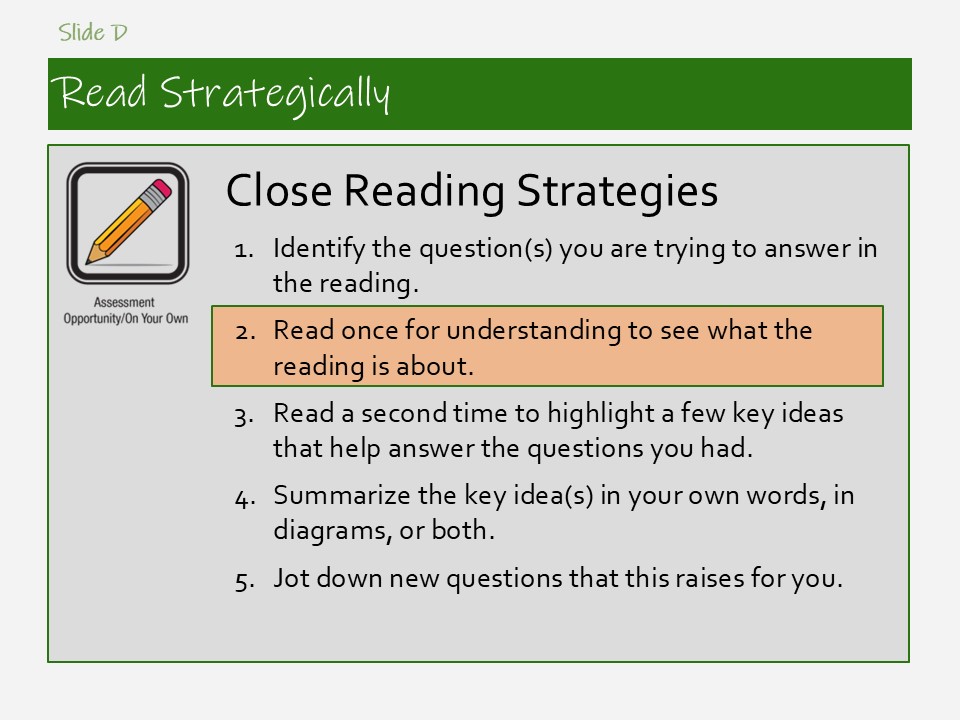 Slide D
Read Strategically
Assessment
Opportunity/On Your Own
Close Reading Strategies
1. Identify the question(s) you are trying to answer in
the reading.
2. Read once for understanding to see what the
reading is about.
3. Read a second time to highlight a few key ideas
that help answer the questions you had.
4. Summarize the key idea(s) in your own words, in
diagrams, or both.
5. Jot down new questions that this raises for you.